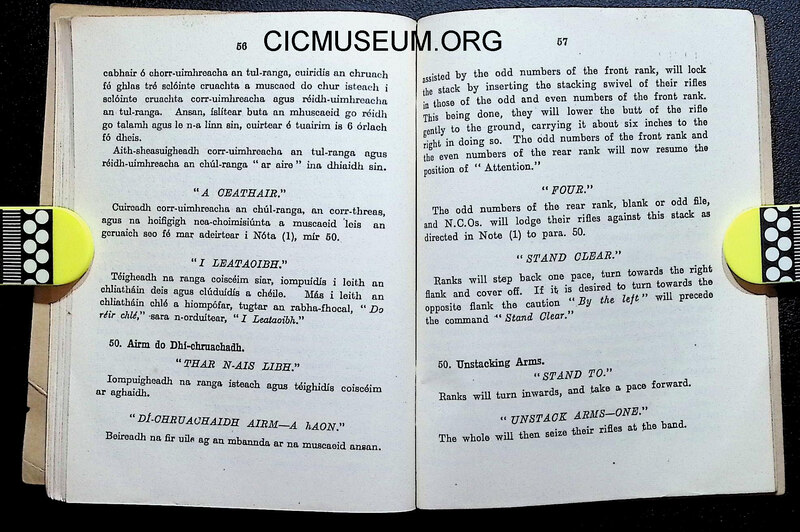 56
CICMUSEUM.ORG
cabhair ó chorr-uimhreacha an tul-ranga, cuiridís an chruach
fó ghlas tré sclóinte cruachta a muscaed do chur isteach i
sclóinte cruachta corr-uimhreacha agus réidh-uimhreacha
an tul-ranga. Ansan, íslítear buta an mhuscaeid go réidh
go talamh agus le n-a linn sin, cuirtear é tuairim is 6 órlach
fó dheis.
Aith-sheasuigheadh corr-uimhreacha an tul-ranga agus
réidh-uimhreacha an chúl-ranga "ar aire" ina dhiaidh sin.
"A CEATHAIR."
Cuireadh corr-uimhreacha an chúl-ranga, an corr-threas,
agus na hoifigigh nea-choimisiúnta a muscaeid leis an
gcruaich seo fé mar adeirtear i Nóta (1), mír 50.
"I LEATAOIBH."
Téigheadh na ranga coiscéim siar, iompuídís i leith an
chliatháin deis agus clúduídís a chéile. Más i leith an
chliatháin chlé a hiompófar, tugtar an rabha-fhocal, "Do
réir chlé," sara n-orduítear, "I Leataoibh."
50. Airm do Dhí-chruachadh.
"THAR N-AIS LIBH."
Iompuigheadh na ranga isteach agus téighidís coiscéim
ar aghaidh.
"DÍ-CHRUACHAIDH AIRM—A hAON."
Beireadh na fir uile ag an mbannda ar na muscaeid ansan.
57
assisted by the odd numbers of the front rank, will lock
the stack by inserting the stacking swivel of their rifles
in those of the odd and even numbers of the front rank.
This being done, they will lower the butt of the rifle
gently to the ground, carrying it about six inches to the
right in doing so. The odd numbers of the front rank and
the even numbers of the rear rank will now resume the
position of "Attention."
"FOUR."
The odd numbers of the rear rank, blank or odd file,
and N.C.Os. will lodge their rifles against this stack as
directed in Note (1) to para. 50.
"STAND CLEAR."
Ranks will step back one pace, turn towards the right
flank and cover off. If it is desired to turn towards the
opposite flank the caution "By the left" will precede
the command "Stand Clear."
50. Unstacking Arms.
"STAND TO."
Ranks will turn inwards, and take a pace forward.
"UNSTACK ARMS—ONE."
The whole will then seize their rifles at the band.